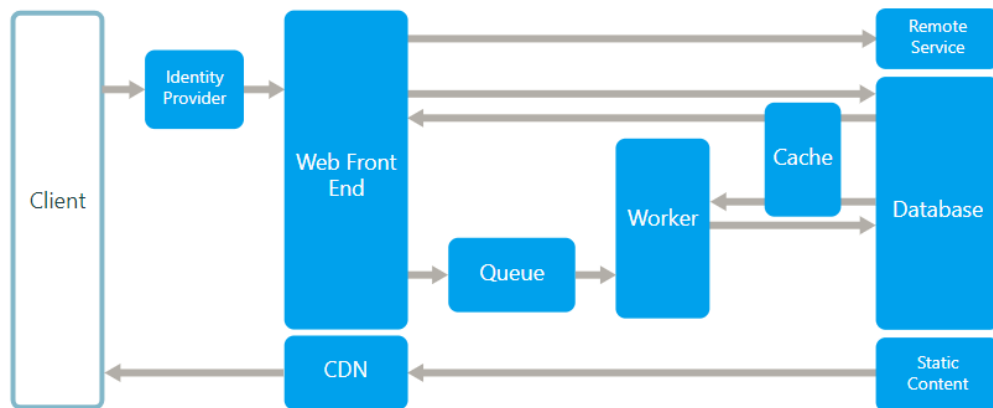 Client
Identity
Provider
Web Front
End
CDN
Queue
Worker
Cache
Remote
Service
Database
Static
Content